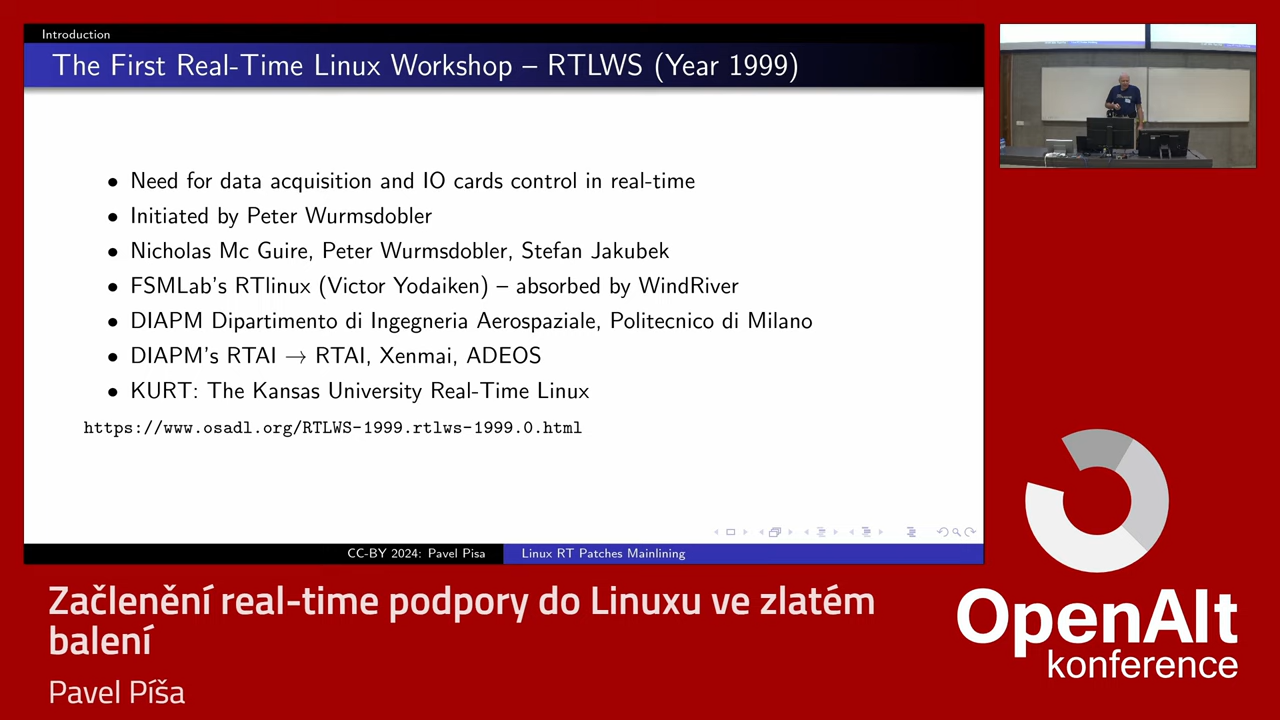 Introduction
The First Real-Time Linux Workshop – RTLWS (Year 1999)
• Need for data acquisition and IO cards control in real-time
• Initiated by Peter Wurmsdobler
• Nicholas Mc Guire, Peter Wurmsdobler, Stefan Jakubek
• FSMLab's RTlinux (Victor Yodaiken) – absorbed by WindRiver
• DIAPM Dipartimento di Ingegneria Aerospaziale, Politecnico di Milano
• DIAPM's RTAI → RTAI, Xenmai, ADEOS
• KURT: The Kansas University Real-Time Linux
https://www.osadl.org/RTLWS-1999.rtlws-1999.0.html
CC-BY 2024: Pavel Pisa
Linux RT Patches Mainlining
Začlenění real-time podpory do Linuxu ve zlatém
balení
Pavel Píša
OpenAlt
konference